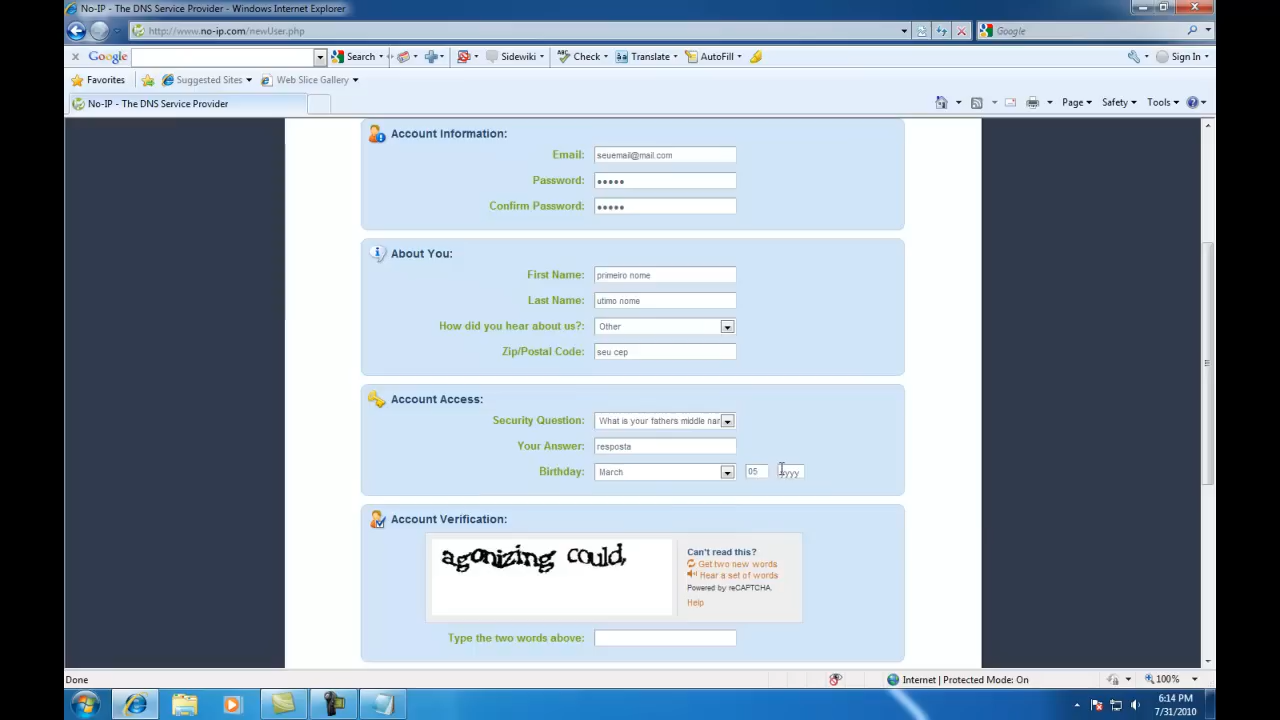 No-IP - The DNS Service Provider - Windows Internet Explorer
http://www.no-ip.com/newUser.php
Google
Google Search Sidewiki Check Translate AutoFill Sign In
Favorites Suggested Sites Web Slice Gallery
No-IP - The DNS Service Provider Page Safety Tools
Account Information:
Email: seuemail@mail.com
Password: •••••
Confirm Password: •••••
About You:
First Name: primeiro nome
Last Name: utimo nome
How did you hear about us?: Other
Zip/Postal Code: seu cep
Account Access:
Security Question: What is your fathers middle nar
Your Answer: resposta
Birthday: March 05 yyyy
Account Verification:
agonizing could,
Can't read this?
Get two new words
Hear a set of words
Powered by reCAPTCHA.
Help
Type the two words above:
Done Internet | Protected Mode: On 100%
6:14 PM
7/31/2010